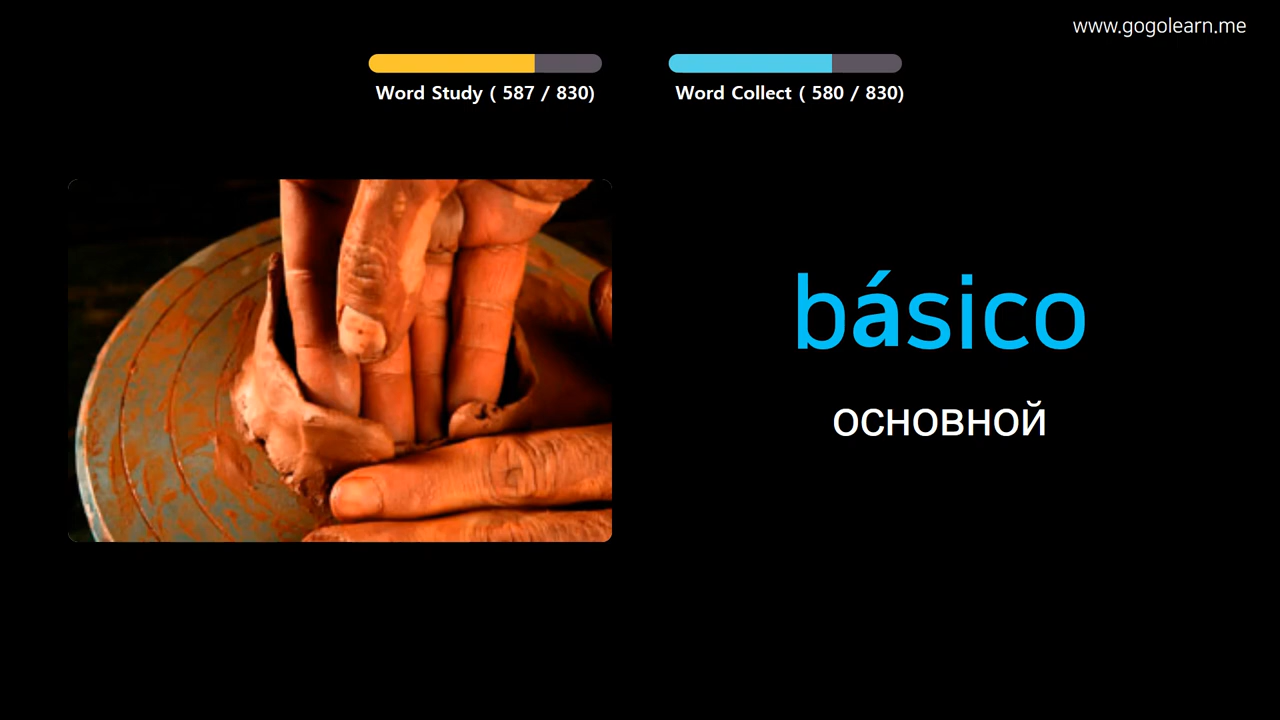 www.gogolearn.me
Word Study ( 587 / 830)
Word Collect ( 580 / 830)
básico
основной